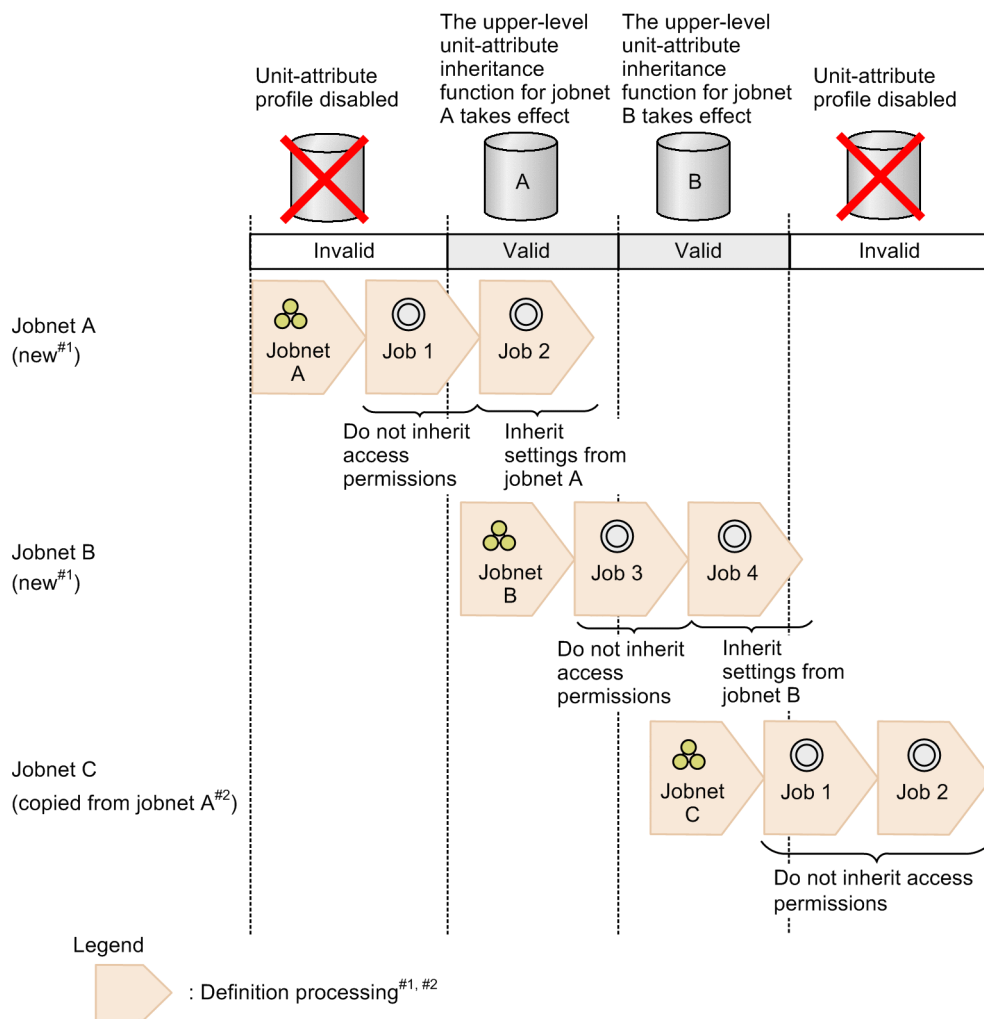 Unit-attribute
profile disabled
The upper-level
unit-attribute
inheritance
function for jobnet
A takes effect
The upper-level
unit-attribute
inheritance
function for jobnet
B takes effect
Unit-attribute
profile disabled
A
B
Invalid
Valid
Valid
Invalid
Jobnet A
(new#1)
Jobnet
A
Job 1
Job 2
Do not inherit
access
permissions
Inherit
settings from
jobnet A
Jobnet B
(new#1)
Jobnet
B
Job 3
Job 4
Do not inherit
access
permissions
Inherit
settings from
jobnet B
Jobnet C
(copied from jobnet A#2)
Jobnet
C
Job 1
Job 2
Do not inherit access
permissions
Legend
: Definition processing#1, #2